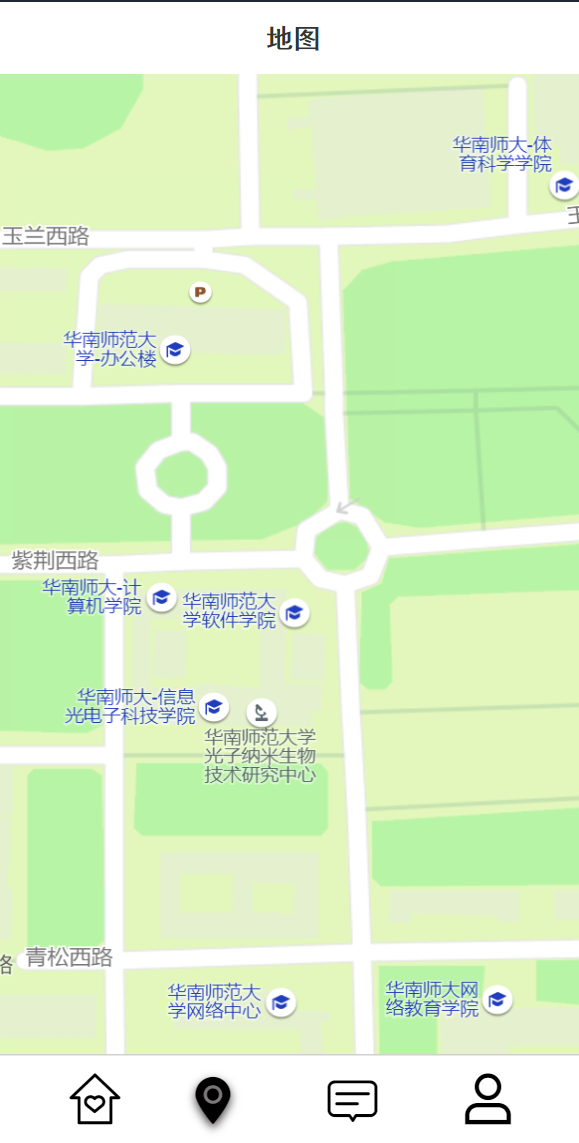 地图
华南师大-体
育科学学院
玉兰西路
P
华南师范大
学-办公楼
紫荆西路
华南师大-计
算机学院
华南师范大
学软件学院
华南师大-信息
光电子科技学院
华南师范大学
光子纳米生物
技术研究中心
路
青松西路
华南师范大
学网络中心
华南师大网
络教育学院